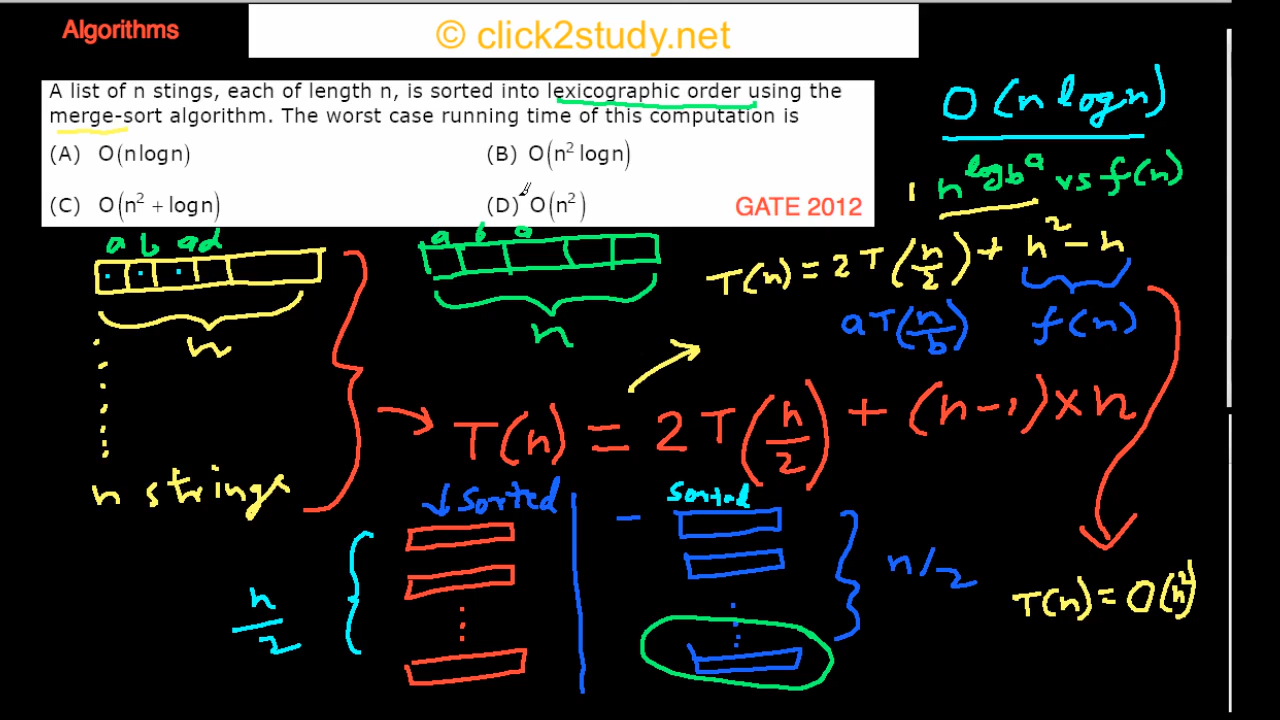 Algorithms
© click2study.net
A list of n stings, each of length n, is sorted into lexicographic order using the
merge-sort algorithm. The worst case running time of this computation is
(A) O(nlogn)
(B) O(n² logn)
(C) O(n² + logn)
(D) O(n²)
GATE 2012
O (n logn)
n^log b^a vs f(n)
a b a d
a b a
T(n) = 2T(n/2) + n² - n
aT(n/b) f(n)
n
n
T(n) = 2T(n/2) + (n-1) × n
n strings
↓ sorted
sorted
n/2
n/2
T(n) = O(n²)